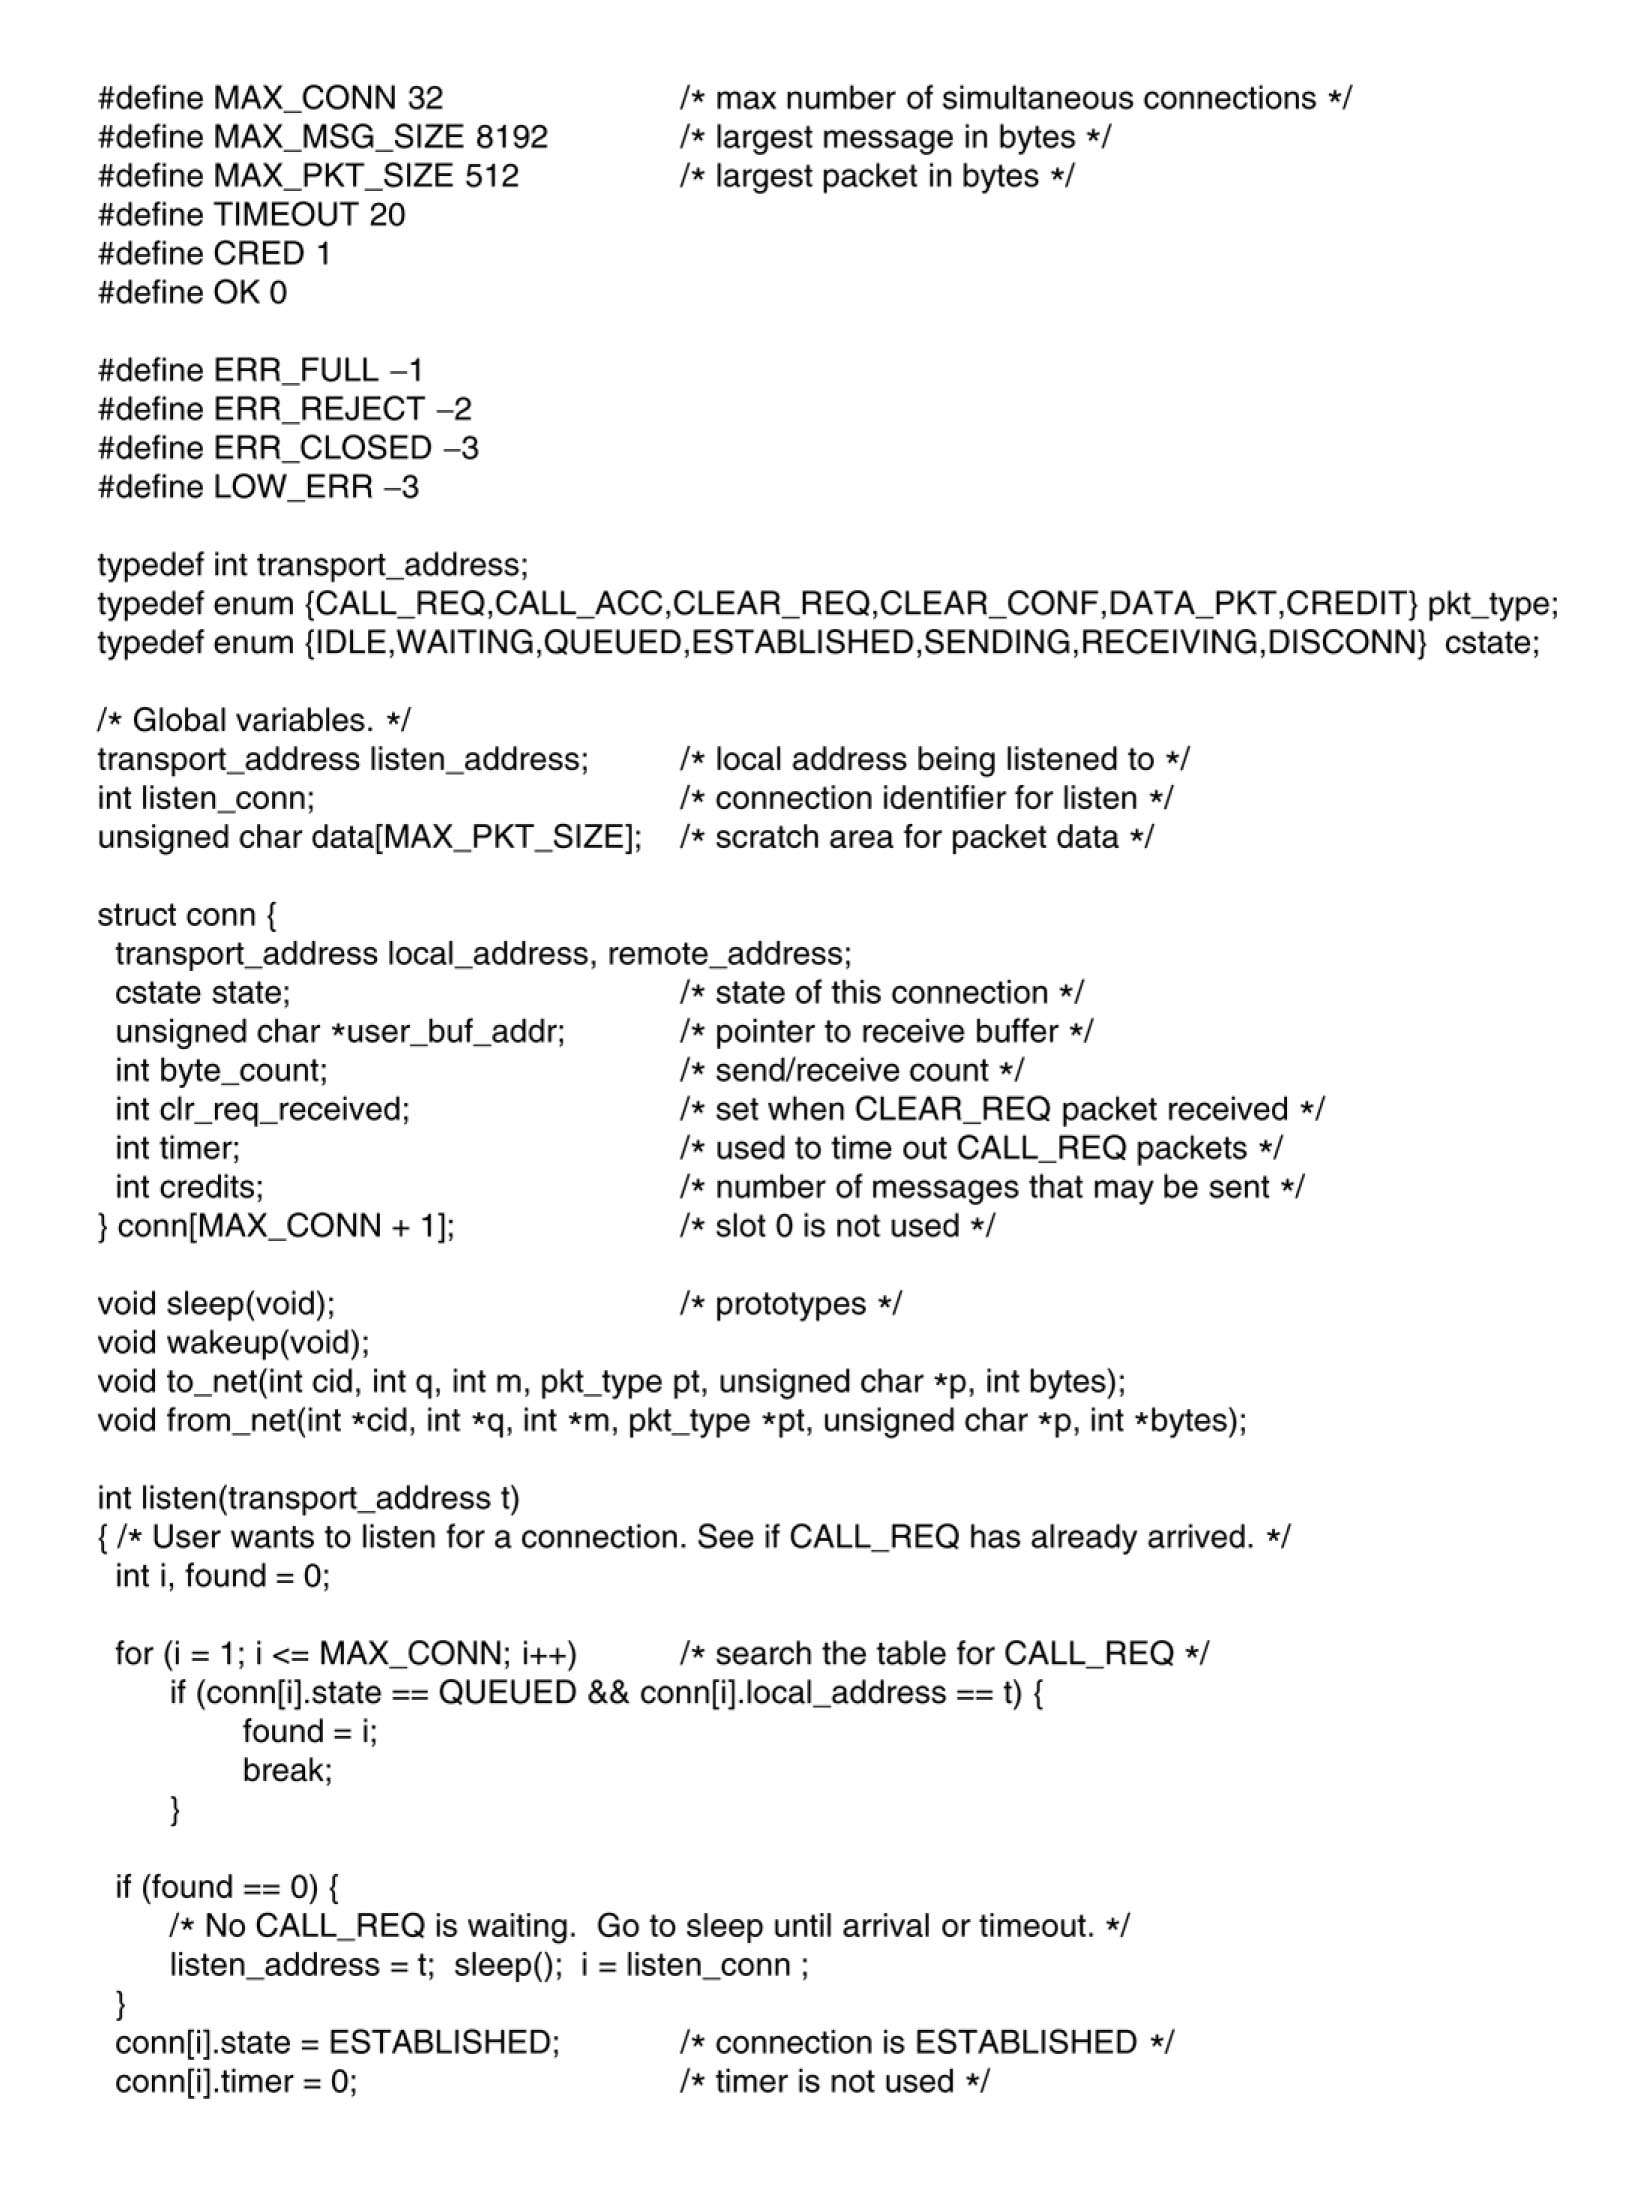 #define MAX_CONN 32 /* max number of simultaneous connections */
#define MAX_MSG_SIZE 8192 /* largest message in bytes */
#define MAX_PKT_SIZE 512 /* largest packet in bytes */
#define TIMEOUT 20
#define CRED 1
#define OK 0
#define ERR_FULL –1
#define ERR_REJECT –2
#define ERR_CLOSED –3
#define LOW_ERR –3
typedef int transport_address;
typedef enum {CALL_REQ,CALL_ACC,CLEAR_REQ,CLEAR_CONF,DATA_PKT,CREDIT} pkt_type;
typedef enum {IDLE,WAITING,QUEUED,ESTABLISHED,SENDING,RECEIVING,DISCONN} cstate;
/* Global variables. */
transport_address listen_address; /* local address being listened to */
int listen_conn; /* connection identifier for listen */
unsigned char data[MAX_PKT_SIZE]; /* scratch area for packet data */
struct conn {
transport_address local_address, remote_address;
cstate state; /* state of this connection */
unsigned char *user_buf_addr; /* pointer to receive buffer */
int byte_count; /* send/receive count */
int clr_req_received; /* set when CLEAR_REQ packet received */
int timer; /* used to time out CALL_REQ packets */
int credits; /* number of messages that may be sent */
} conn[MAX_CONN + 1]; /* slot 0 is not used */
void sleep(void); /* prototypes */
void wakeup(void);
void to_net(int cid, int q, int m, pkt_type pt, unsigned char *p, int bytes);
void from_net(int *cid, int *q, int *m, pkt_type *pt, unsigned char *p, int *bytes);
int listen(transport_address t)
{ /* User wants to listen for a connection. See if CALL_REQ has already arrived. */
int i, found = 0;
for (i = 1; i <= MAX_CONN; i++) /* search the table for CALL_REQ */
if (conn[i].state == QUEUED && conn[i].local_address == t) {
found = i;
break;
}
if (found == 0) {
/* No CALL_REQ is waiting. Go to sleep until arrival or timeout. */
listen_address = t; sleep(); i = listen_conn ;
}
conn[i].state = ESTABLISHED; /* connection is ESTABLISHED */
conn[i].timer = 0; /* timer is not used */